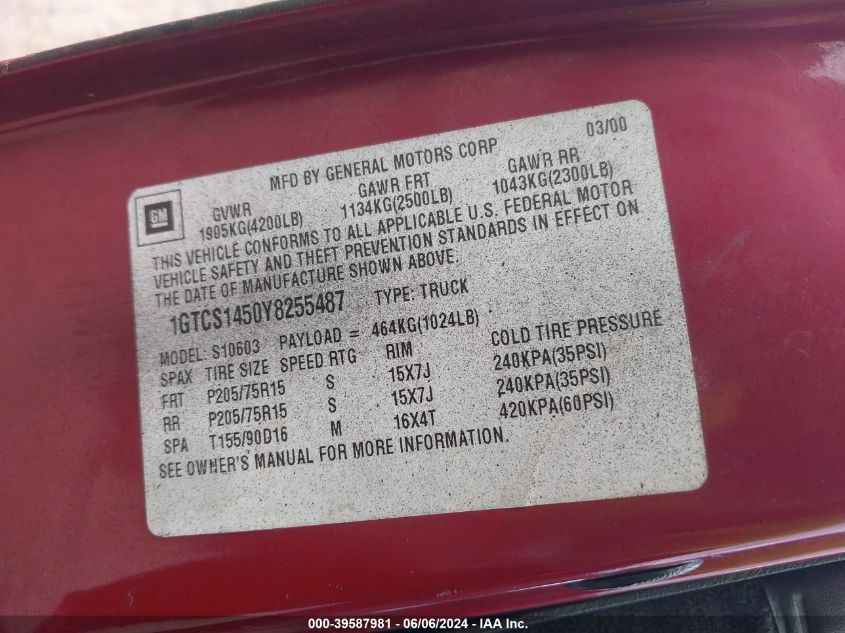 03/00
MFD BY GENERAL MOTORS CORP
GM
GVWR GAWR FRT GAWR RR
1905KG(4200LB) 1134KG(2500LB) 1043KG(2300LB)
THIS VEHICLE CONFORMS TO ALL APPLICABLE U.S. FEDERAL MOTOR
VEHICLE SAFETY AND THEFT PREVENTION STANDARDS IN EFFECT ON
THE DATE OF MANUFACTURE SHOWN ABOVE.
1GTCS1450Y8255487 TYPE: TRUCK
MODEL: S10603 PAYLOAD = 464KG(1024LB)
SPAX TIRE SIZE SPEED RTG RIM COLD TIRE PRESSURE
FRT P205/75R15 S 15X7J 240KPA(35PSI)
RR P205/75R15 S 15X7J 240KPA(35PSI)
SPA T155/90D16 M 16X4T 420KPA(60PSI)
SEE OWNER'S MANUAL FOR MORE INFORMATION.
000-39587981 - 06/06/2024 - IAA Inc.